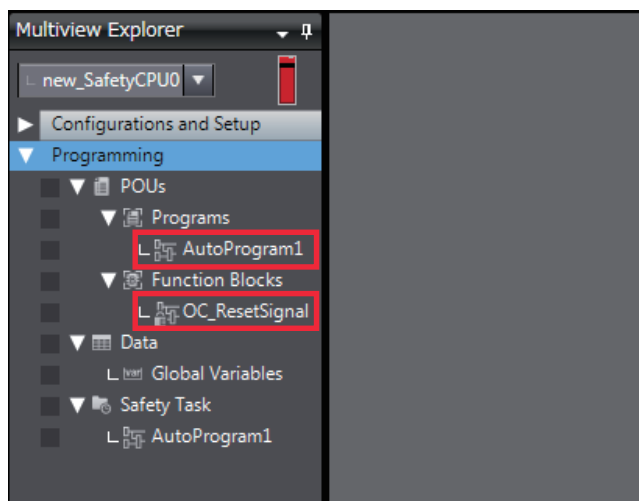 Multiview Explorer
new_SafetyCPU0
Configurations and Setup
Programming
POUs
Programs
AutoProgram1
Function Blocks
OC_ResetSignal
Data
Global Variables
Safety Task
AutoProgram1